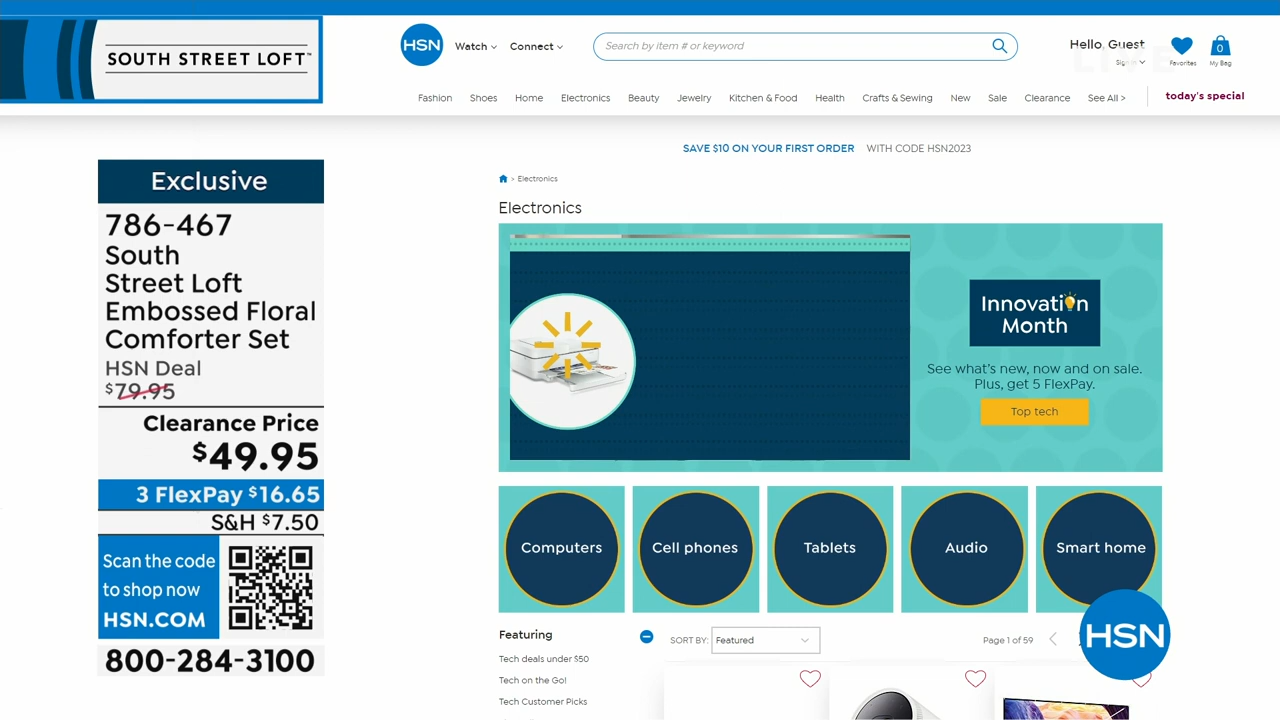 SOUTH STREET LOFT™
HSN
Watch
Connect
Search by item # or keyword
Hello, Guest
Sign in
LIVE
Favorites
0
My Bag
Fashion
Shoes
Home
Electronics
Beauty
Jewelry
Kitchen & Food
Health
Crafts & Sewing
New
Sale
Clearance
See All >
today's special
SAVE $10 ON YOUR FIRST ORDER WITH CODE HSN2023
> Electronics
Electronics
Exclusive
786-467
South
Street Loft
Embossed Floral
Comforter Set
HSN Deal
$79.95
Clearance Price
$49.95
3 FlexPay $16.65
S&H $7.50
Scan the code
to shop now
HSN.COM
800-284-3100
Innovation
Month
See what's new, now and on sale.
Plus, get 5 FlexPay.
Top tech
Computers
Cell phones
Tablets
Audio
Smart home
Featuring
Tech deals under $50
Tech on the Go!
Tech Customer Picks
SORT BY: Featured
Page 1 of 59
HSN